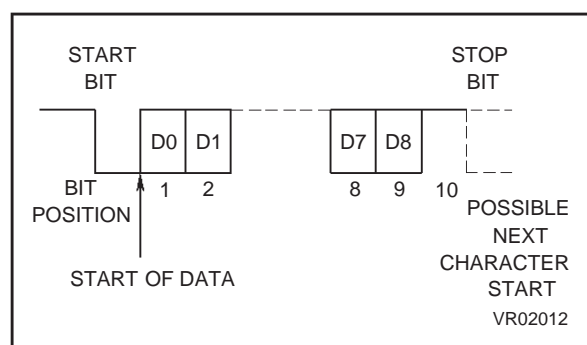 START
BIT
STOP
BIT
D0 D1 D7 D8
1 2 8 9 10
BIT
POSITION
START OF DATA
POSSIBLE
NEXT
CHARACTER
START
VR02012